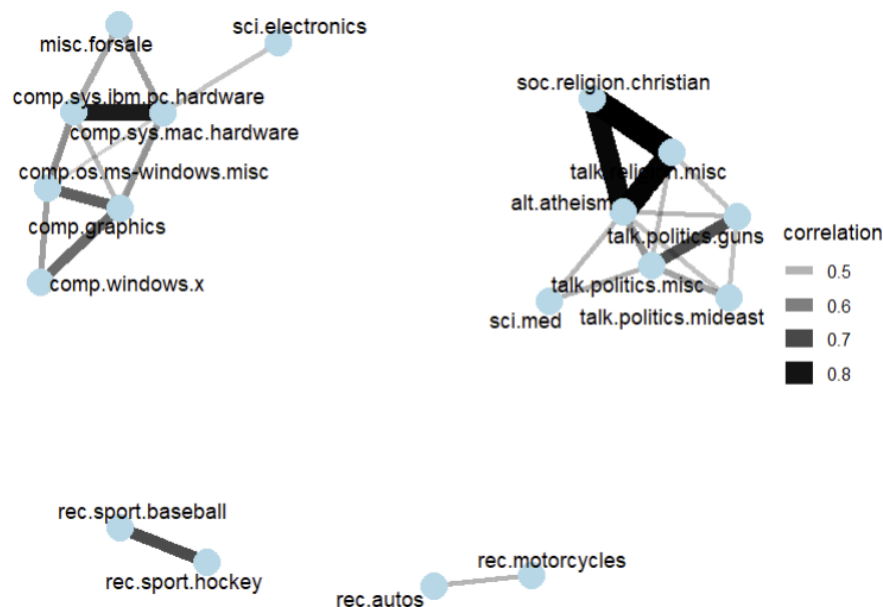 misc.forsale
sci.electronics
comp.sys.ibm.pc.hardware
comp.sys.mac.hardware
comp.os.ms-windows.misc
comp.graphics
comp.windows.x
soc.religion.christian
talk.religion.misc
alt.atheism
talk.politics.guns
talk.politics.misc
sci.med
talk.politics.mideast
correlation
0.5
0.6
0.7
0.8
rec.sport.baseball
rec.sport.hockey
rec.motorcycles
rec.autos